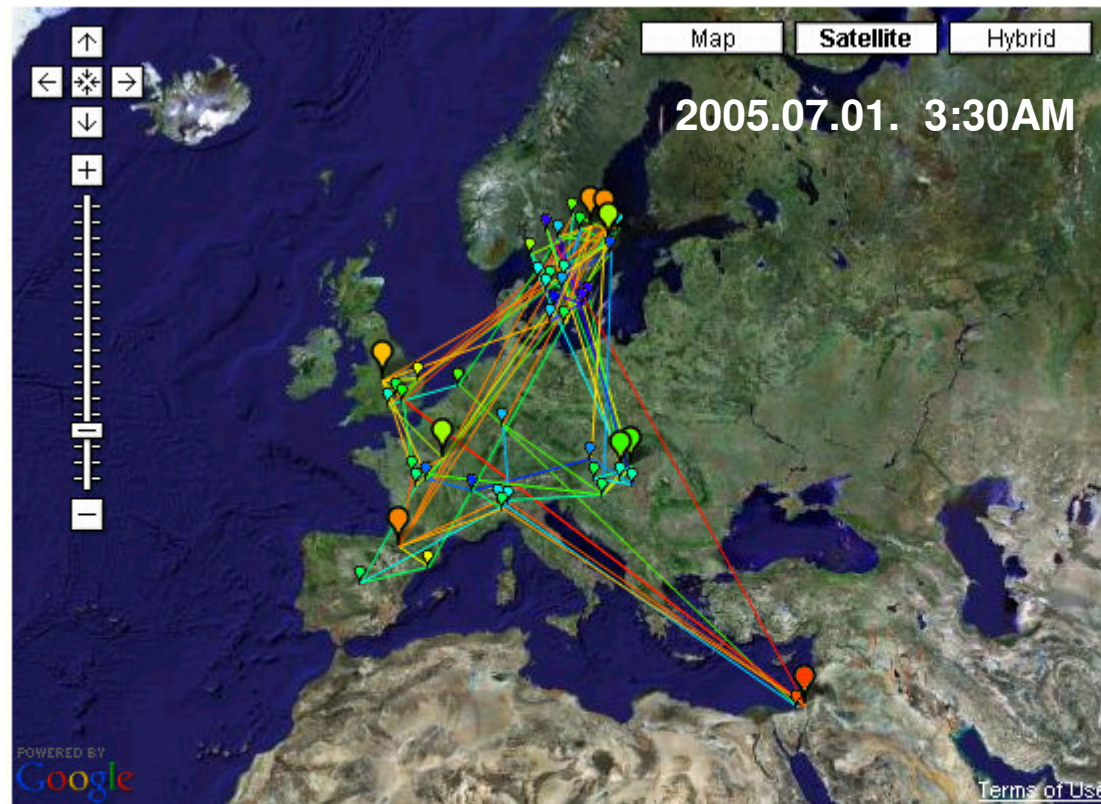 Map Satellite Hybrid
2005.07.01. 3:30AM
POWERED BY
Google
Terms of Use